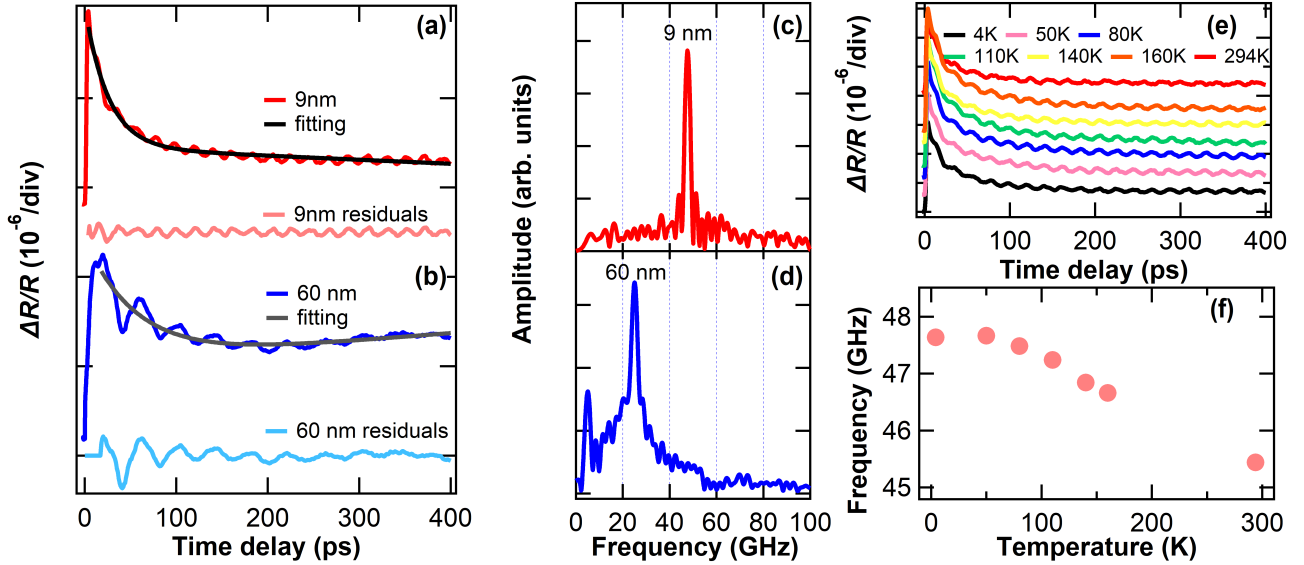 (a)
9nm
fitting
9nm residuals
(b)
60 nm
fitting
60 nm residuals
ΔR/R (10-6/div)
0 100 200 300 400
Time delay (ps)
(c)
9 nm
(d)
60 nm
Amplitude (arb. units)
0 20 40 60 80 100
Frequency (GHz)
(e)
4K 50K 80K
110K 140K 160K 294K
ΔR/R (10-6/div)
0 100 200 300 400
Time delay (ps)
(f)
48
47
46
45
Frequency (GHz)
0 100 200 300
Temperature (K)